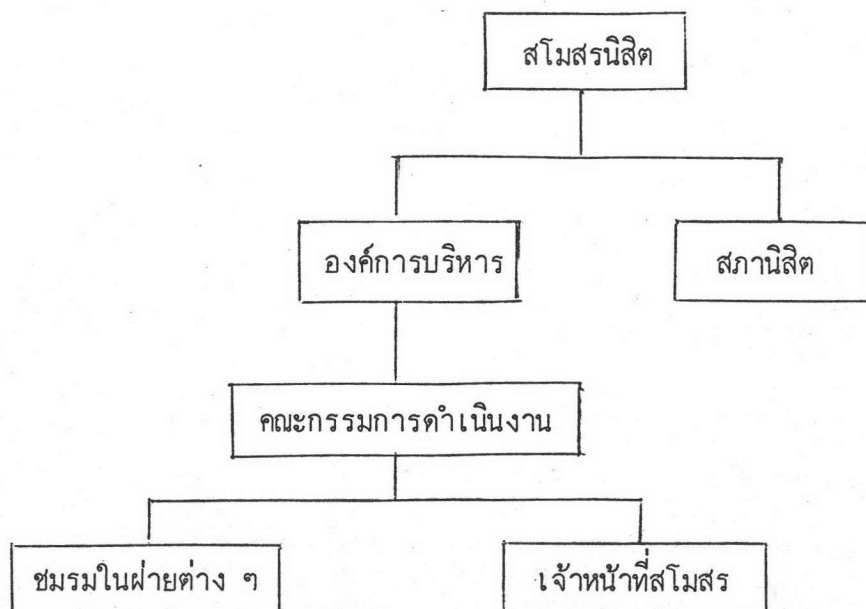 สโมสรนิสิต
องค์การบริหาร
สภานิสิต
คณะกรรมการดำเนินงาน
ชมรมในฝ่ายต่าง ๆ
เจ้าหน้าที่สโมสร